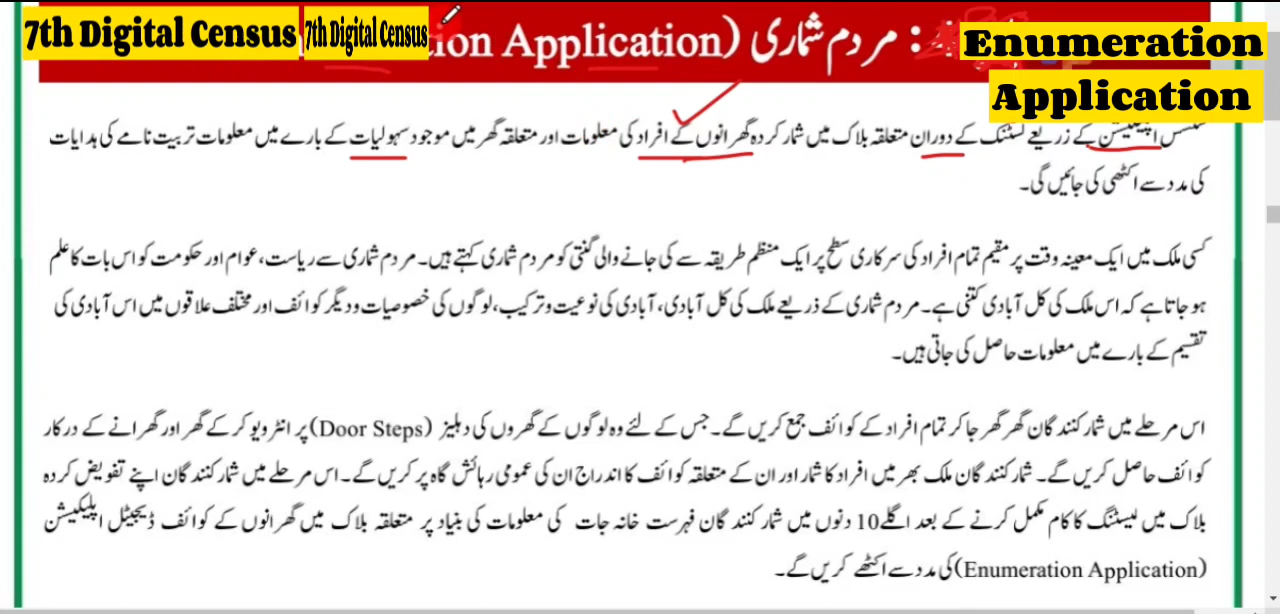 7th Digital Census
7th Digital Census
ion Application) مردم شماری :
Enumeration
Application
اپلیکیشن کے ذریعے لسٹنگ کے دوران متعلقہ بلاک میں شمار کردہ گھرانوں کے افراد کی معلومات اور متعلقہ گھر میں موجود سہولیات کے بارے میں معلومات تربیت نامے کی ہدایات
کی مدد سے اکٹھی کی جائیں گی۔
کسی ملک میں ایک معینہ وقت پر مقیم تمام افراد کی سرکاری سطح پر ایک منظم طریقہ سے کی جانے والی گنتی کو مردم شماری کہتے ہیں۔ مردم شماری سے ریاست، عوام اور حکومت کو اس بات کا علم
ہو جاتا ہے کہ اس ملک کی کل آبادی کتنی ہے۔ مردم شماری کے ذریعے ملک کی کل آبادی، آبادی کی نوعیت و ترکیب، لوگوں کی خصوصیات و دیگر کوائف اور مختلف علاقوں میں اس آبادی کی
تقسیم کے بارے میں معلومات حاصل کی جاتی ہیں۔
اس مرحلے میں شمار کنندگان گھر گھر جا کر تمام افراد کے کوائف جمع کریں گے۔ جس کے لئے وہ لوگوں کے گھروں کی دہلیز (Door Steps) پر انٹرویو کر کے گھر اور گھرانے کے درکار
کوائف حاصل کریں گے۔ شمار کنندگان ملک بھر میں افراد کا شمار اور ان کے متعلقہ کوائف کا اندراج ان کی عمومی رہائش گاہ پر کریں گے۔ اس مرحلے میں شمار کنندگان اپنے تفویض کردہ
بلاک میں لیسٹنگ کا کام مکمل کرنے کے بعد اگلے 10 دنوں میں شمار کنندگان فہرست خانہ جات کی معلومات کی بنیاد پر متعلقہ بلاک میں گھرانوں کے کوائف ڈیجیٹل اپلیکیشن
(Enumeration Application) کی مدد سے اکٹھے کریں گے۔